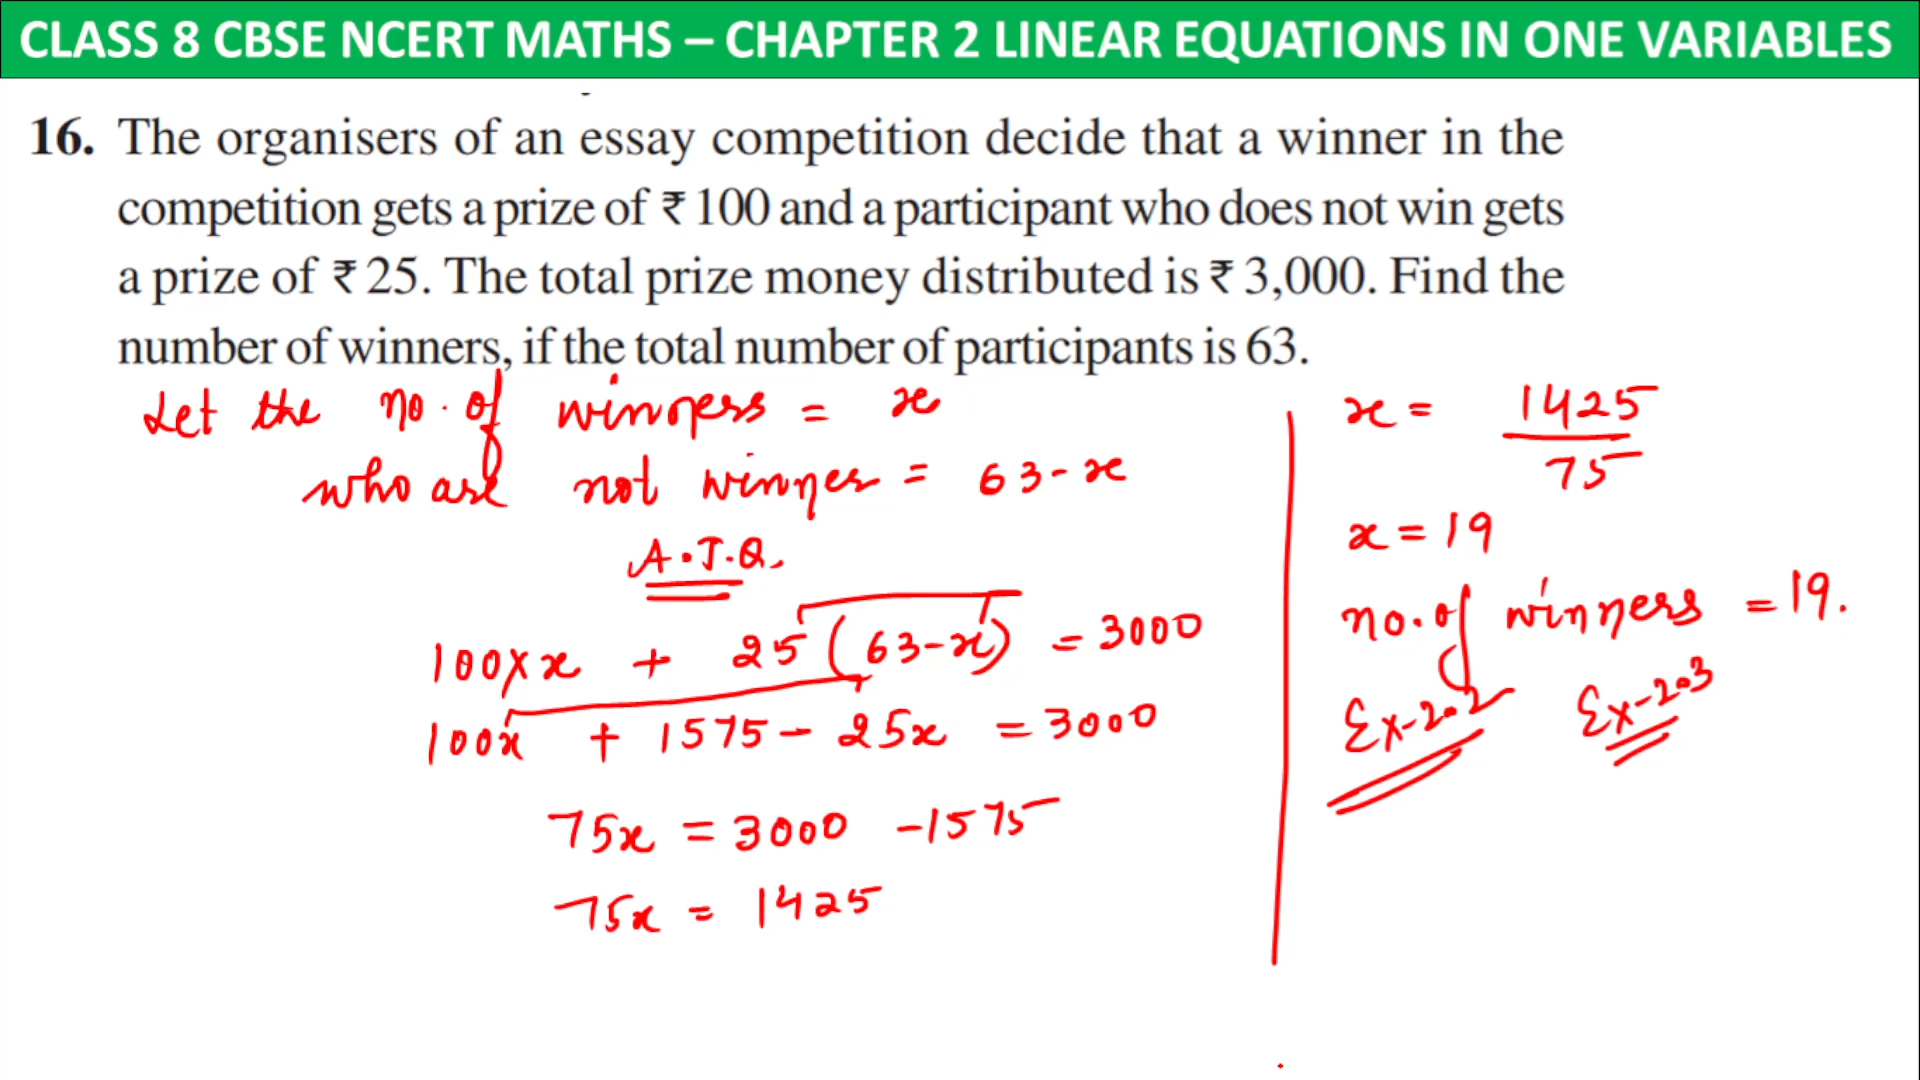 CLASS 8 CBSE NCERT MATHS – CHAPTER 2 LINEAR EQUATIONS IN ONE VARIABLES
16. The organisers of an essay competition decide that a winner in the
competition gets a prize of ₹ 100 and a participant who does not win gets
a prize of ₹ 25. The total prize money distributed is ₹ 3,000. Find the
number of winners, if the total number of participants is 63.
Let the no. of winners = x
who are not winner = 63-x
A.T.Q.
100×x + 25(63-x) = 3000
100x + 1575 - 25x = 3000
75x = 3000 - 1575
75x = 1425
x = 1425
75
x = 19
no. of winners = 19.
Ex-2.2 Ex-2.3